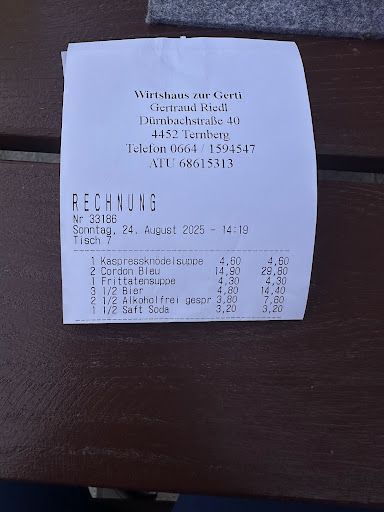 Wirtshaus zur Gerti
Gertraud Riedl
Dürnbachstraße 40
4452 Ternberg
Telefon 0664 / 1594547
ATU 68615313
RECHNUNG
Nr 33186
Sonntag, 24. August 2025 - 14:19
Tisch 7
1 Kaspressknödelsuppe 4,60 4,60
2 Cordon Bleu 14,90 29,80
1 Frittatensuppe 4,30 4,30
3 1/2 Bier 4,80 14,40
2 1/2 Alkoholfrei gespr 3,80 7,60
1 1/2 Saft Soda 3,20 3,20